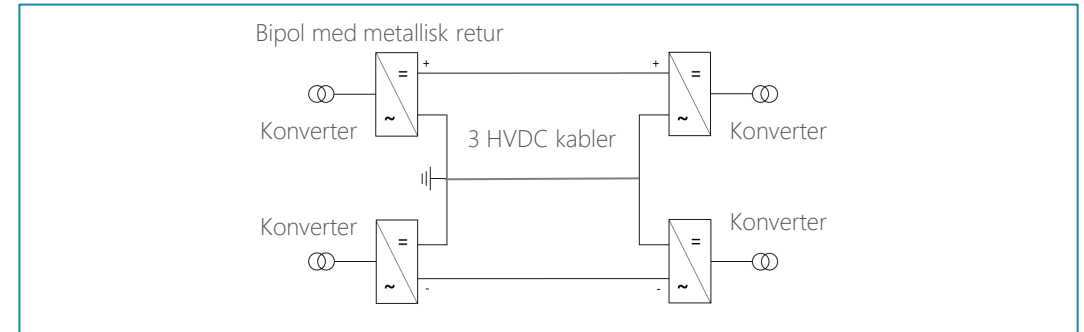 Bipol med metallisk retur
+ +
= =
~ ~
Konverter Konverter
3 HVDC kabler
Konverter Konverter
= =
~ ~
- -